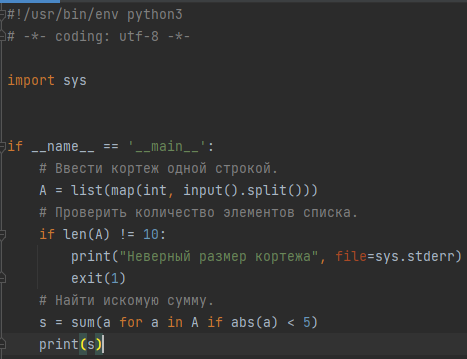 #!/usr/bin/env python3
# -*- coding: utf-8 -*-
import sys
if __name__ == '__main__':
    # Ввести кортеж одной строкой.
    A = list(map(int, input().split()))
    # Проверить количество элементов списка.
    if len(A) != 10:
        print("Неверный размер кортежа", file=sys.stderr)
        exit(1)
    # Найти искомую сумму.
    s = sum(a for a in A if abs(a) < 5)
    print(s)